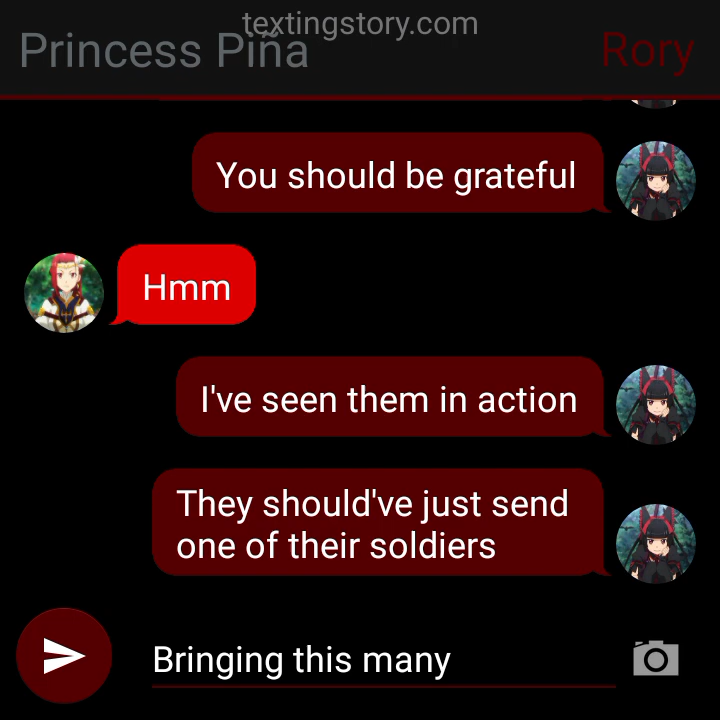 textingstory.com
Princess Piña
Rory
You should be grateful
Hmm
I've seen them in action
They should've just send
one of their soldiers
Bringing this many